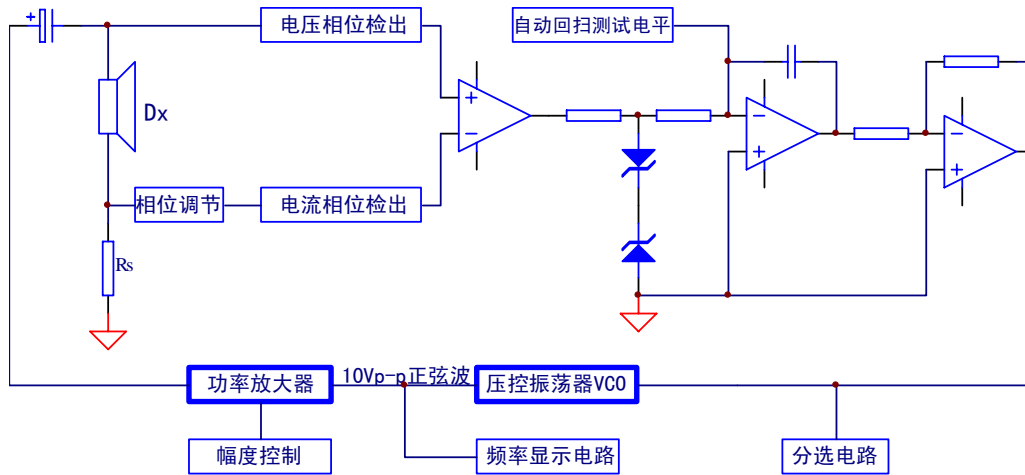 +
电压相位检出
自动回扫测试电平
Dx
+
−
−
+
−
+
相位调节
电流相位检出
Rs
功率放大器
10Vp-p正弦波
压控振荡器VCO
幅度控制
频率显示电路
分选电路